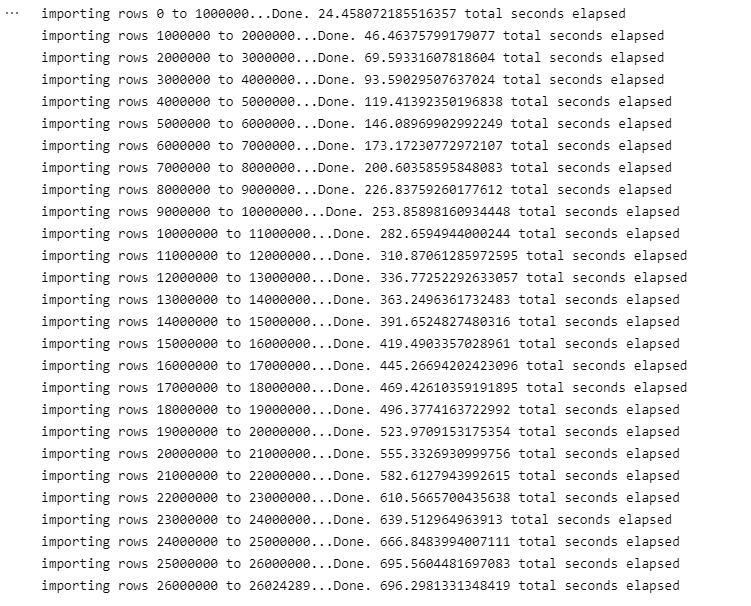 ... importing rows 0 to 1000000...Done. 24.458072185516357 total seconds elapsed
importing rows 1000000 to 2000000...Done. 46.46375799179077 total seconds elapsed
importing rows 2000000 to 3000000...Done. 69.59331607818604 total seconds elapsed
importing rows 3000000 to 4000000...Done. 93.59029507637024 total seconds elapsed
importing rows 4000000 to 5000000...Done. 119.41392350196838 total seconds elapsed
importing rows 5000000 to 6000000...Done. 146.08969902992249 total seconds elapsed
importing rows 6000000 to 7000000...Done. 173.17230772972107 total seconds elapsed
importing rows 7000000 to 8000000...Done. 200.60358595848083 total seconds elapsed
importing rows 8000000 to 9000000...Done. 226.83759260177612 total seconds elapsed
importing rows 9000000 to 10000000...Done. 253.85898160934448 total seconds elapsed
importing rows 10000000 to 11000000...Done. 282.6594944000244 total seconds elapsed
importing rows 11000000 to 12000000...Done. 310.87061285972595 total seconds elapsed
importing rows 12000000 to 13000000...Done. 336.77252292633057 total seconds elapsed
importing rows 13000000 to 14000000...Done. 363.2496361732483 total seconds elapsed
importing rows 14000000 to 15000000...Done. 391.6524827480316 total seconds elapsed
importing rows 15000000 to 16000000...Done. 419.4903357028961 total seconds elapsed
importing rows 16000000 to 17000000...Done. 445.26694202423096 total seconds elapsed
importing rows 17000000 to 18000000...Done. 469.42610359191895 total seconds elapsed
importing rows 18000000 to 19000000...Done. 496.3774163722992 total seconds elapsed
importing rows 19000000 to 20000000...Done. 523.9709153175354 total seconds elapsed
importing rows 20000000 to 21000000...Done. 555.3326930999756 total seconds elapsed
importing rows 21000000 to 22000000...Done. 582.6127943992615 total seconds elapsed
importing rows 22000000 to 23000000...Done. 610.5665700435638 total seconds elapsed
importing rows 23000000 to 24000000...Done. 639.512964963913 total seconds elapsed
importing rows 24000000 to 25000000...Done. 666.8483994007111 total seconds elapsed
importing rows 25000000 to 26000000...Done. 695.5604481697083 total seconds elapsed
importing rows 26000000 to 26024289...Done. 696.2981331348419 total seconds elapsed